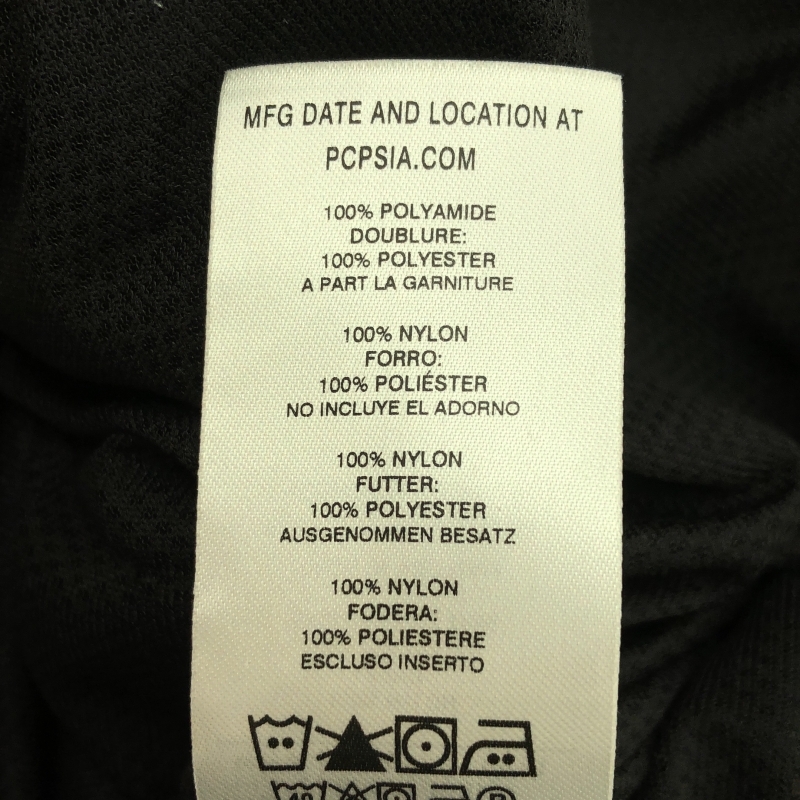 MFG DATE AND LOCATION AT
PCPSIA.COM
100% POLYAMIDE
DOUBLURE:
100% POLYESTER
A PART LA GARNITURE
100% NYLON
FORRO:
100% POLIÉSTER
NO INCLUYE EL ADORNO
100% NYLON
FUTTER:
100% POLYESTER
AUSGENOMMEN BESATZ
100% NYLON
FODERA:
100% POLIESTERE
ESCLUSO INSERTO